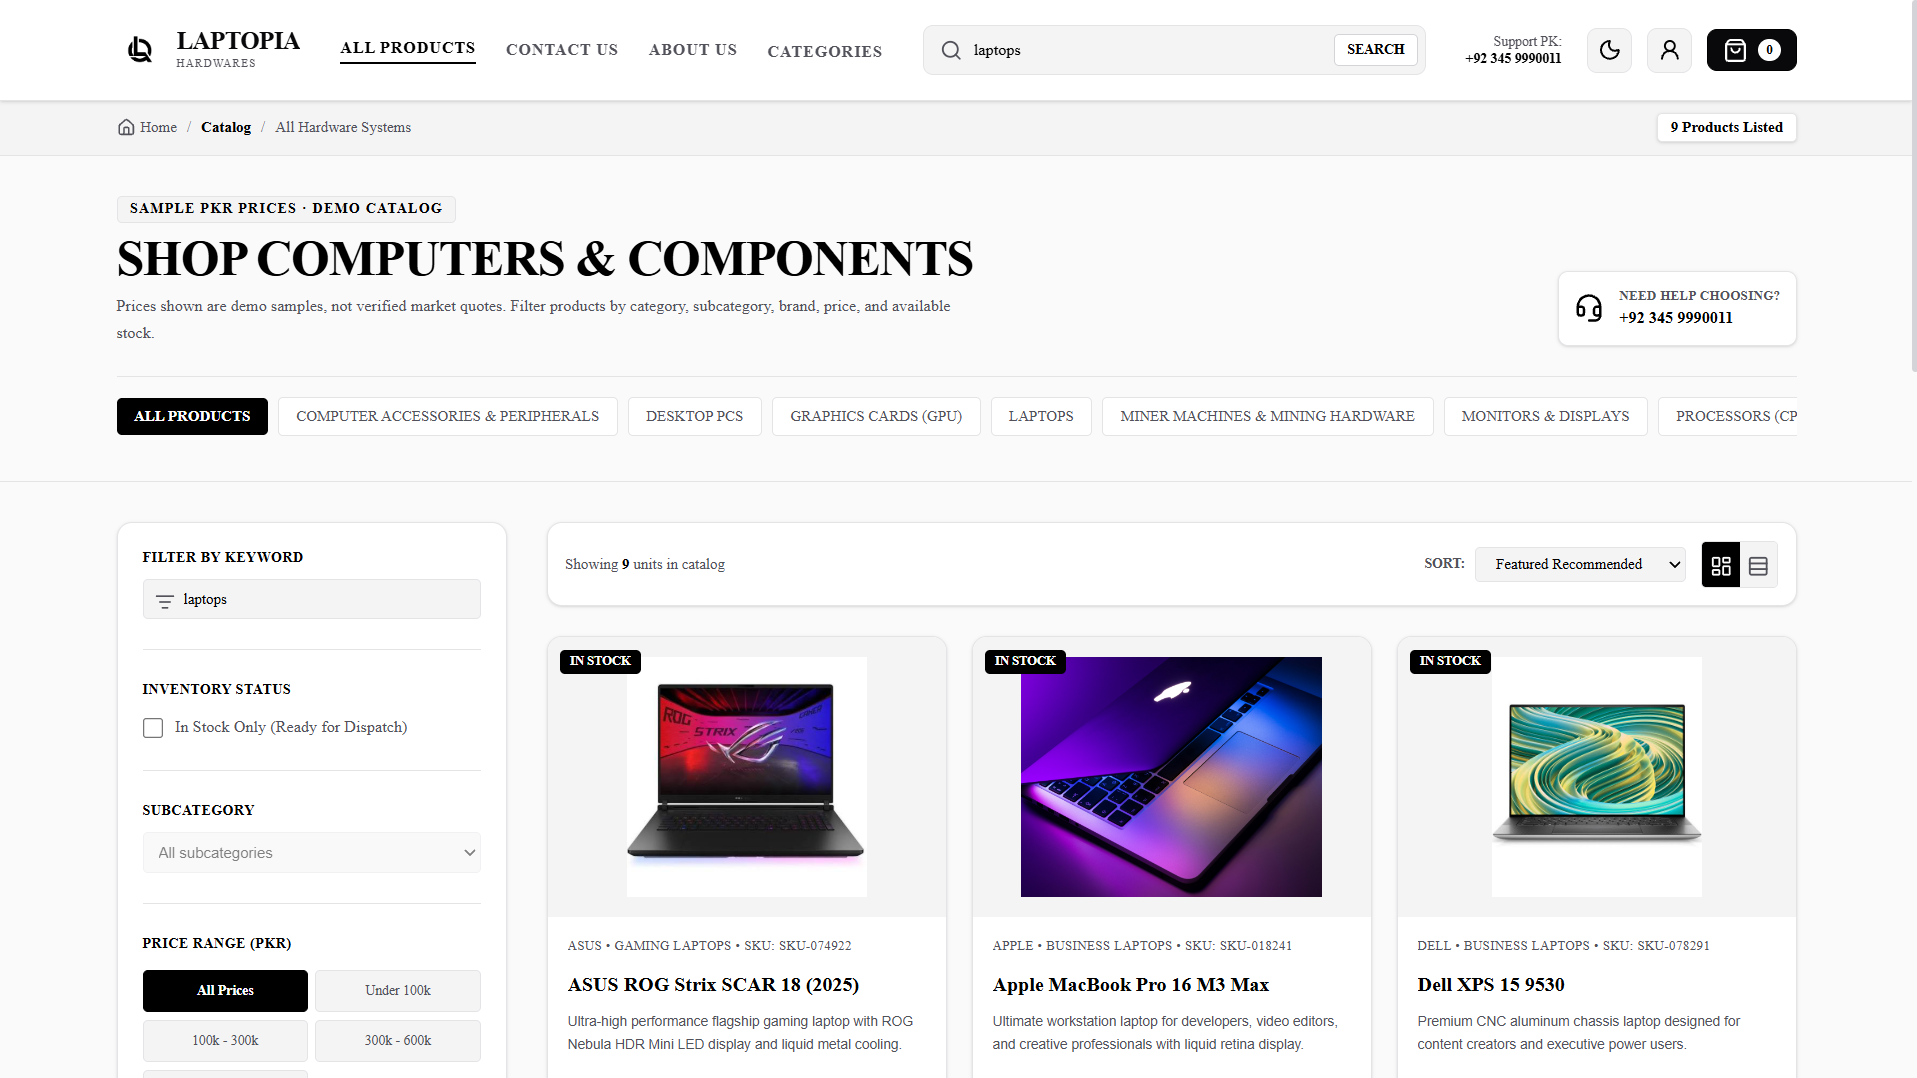 LAPTOPIA
HARDWARES
ALL PRODUCTS
CONTACT US
ABOUT US
CATEGORIES
laptops
SEARCH
Support PK:
+92 345 9990011
0
Home / Catalog / All Hardware Systems
9 Products Listed
SAMPLE PKR PRICES · DEMO CATALOG
SHOP COMPUTERS & COMPONENTS
Prices shown are demo samples, not verified market quotes. Filter products by category, subcategory, brand, price, and available
stock.
NEED HELP CHOOSING?
+92 345 9990011
ALL PRODUCTS
COMPUTER ACCESSORIES & PERIPHERALS
DESKTOP PCS
GRAPHICS CARDS (GPU)
LAPTOPS
MINER MACHINES & MINING HARDWARE
MONITORS & DISPLAYS
PROCESSORS (CP
FILTER BY KEYWORD
laptops
INVENTORY STATUS
In Stock Only (Ready for Dispatch)
SUBCATEGORY
All subcategories
PRICE RANGE (PKR)
All Prices
Under 100k
100k - 300k
300k - 600k
Showing 9 units in catalog
SORT:
Featured Recommended
IN STOCK
ROG
STRIX
ASUS • GAMING LAPTOPS • SKU: SKU-074922
ASUS ROG Strix SCAR 18 (2025)
Ultra-high performance flagship gaming laptop with ROG
Nebula HDR Mini LED display and liquid metal cooling.
IN STOCK
APPLE • BUSINESS LAPTOPS • SKU: SKU-018241
Apple MacBook Pro 16 M3 Max
Ultimate workstation laptop for developers, video editors,
and creative professionals with liquid retina display.
IN STOCK
DELL • BUSINESS LAPTOPS • SKU: SKU-078291
Dell XPS 15 9530
Premium CNC aluminum chassis laptop designed for
content creators and executive power users.